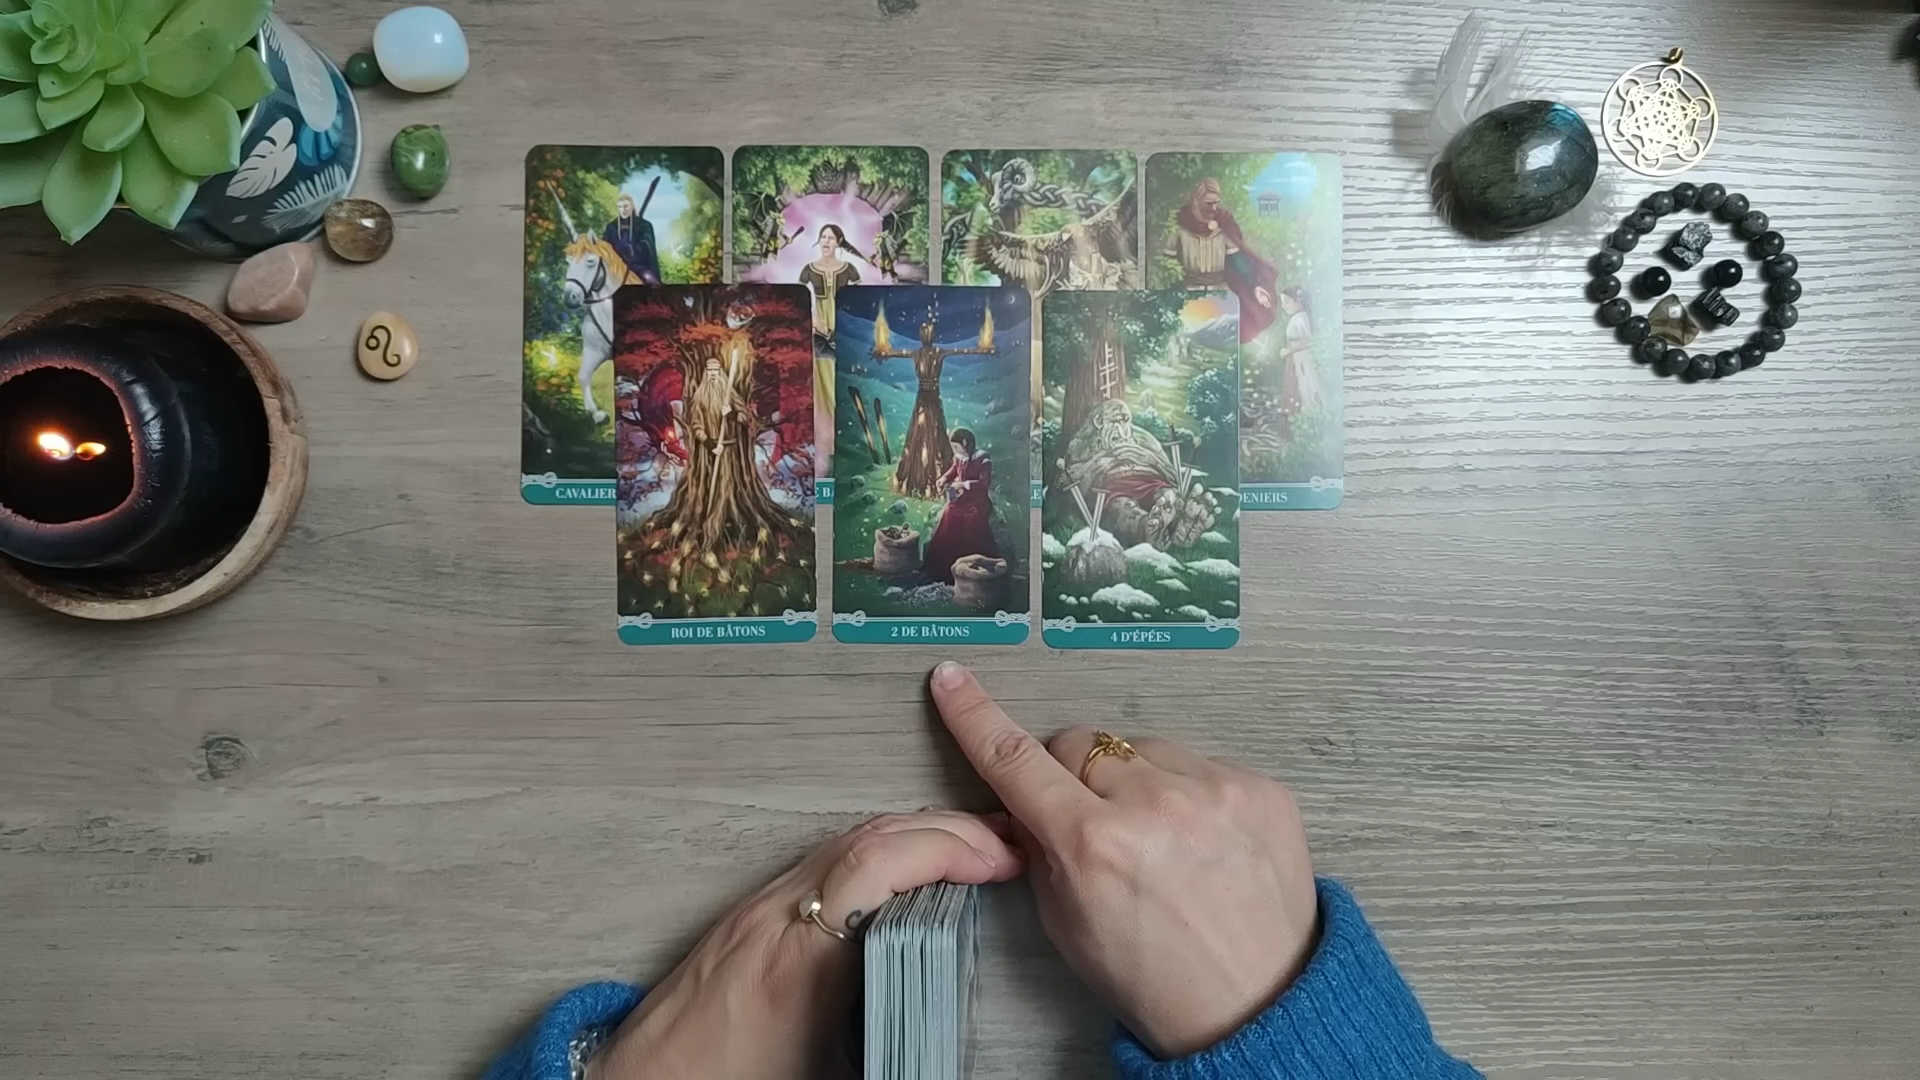 CAVALIER
DENIERS
ROI DE BÂTONS
2 DE BÂTONS
4 D'ÉPÉES